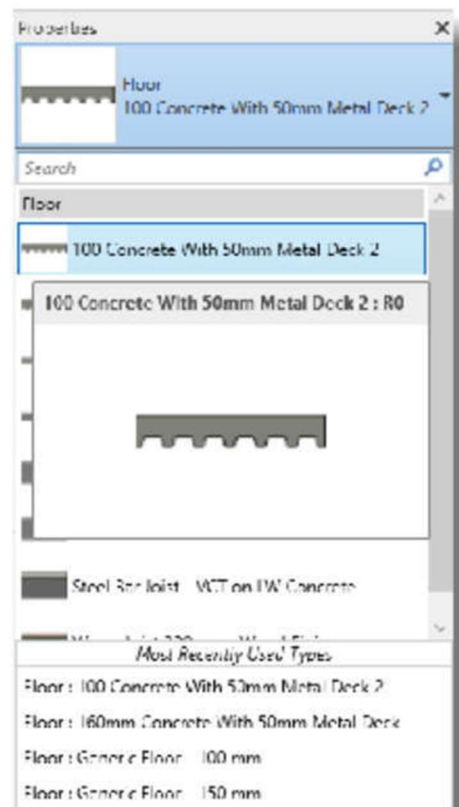 Properties
Floor
100 Concrete With 50mm Metal Deck 2
Search
Floor
100 Concrete With 50mm Metal Deck 2
100 Concrete With 50mm Metal Deck 2 : R0
Steel Bar Joist - VCT on LW Concrete
Most Recently Used Types
Floor : 100 Concrete With 50mm Metal Deck 2
Floor : 160mm Concrete With 50mm Metal Deck
Floor : Generic Floor - 100 mm
Floor : Generic Floor - 150 mm